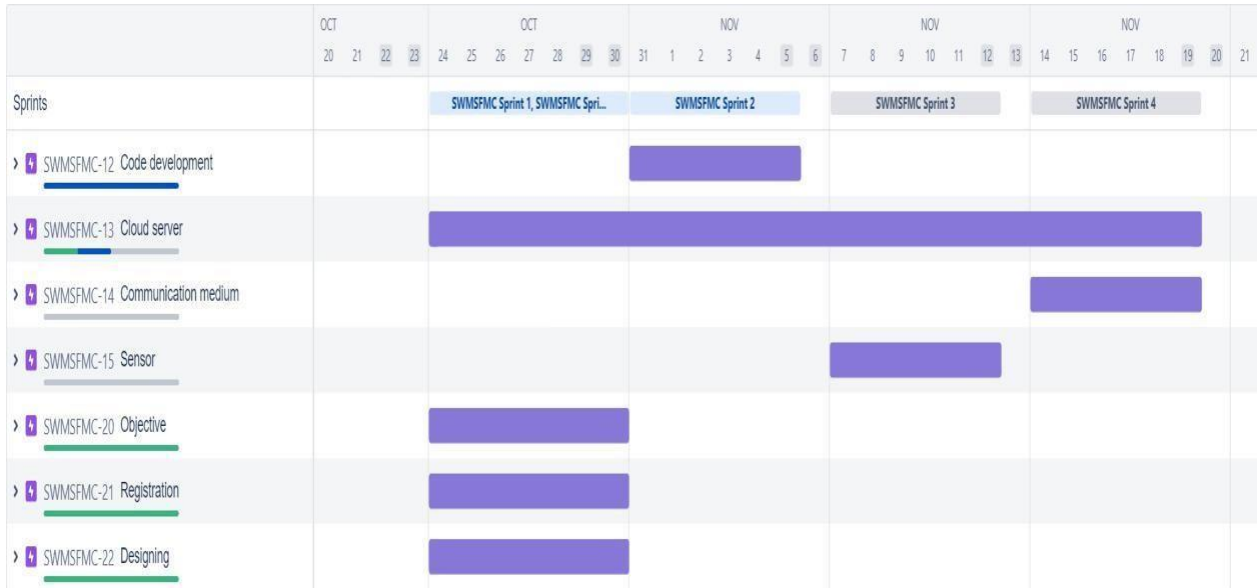 OCT OCT NOV NOV NOV
20 21 22 23 24 25 26 27 28 29 30 31 1 2 3 4 5 6 7 8 9 10 11 12 13 14 15 16 17 18 19 20 21
Sprints SWMSFMC Sprint 1, SWMSFMC Spri... SWMSFMC Sprint 2 SWMSFMC Sprint 3 SWMSFMC Sprint 4
SWMSFMC-12 Code development
SWMSFMC-13 Cloud server
SWMSFMC-14 Communication medium
SWMSFMC-15 Sensor
SWMSFMC-20 Objective
SWMSFMC-21 Registration
SWMSFMC-22 Designing